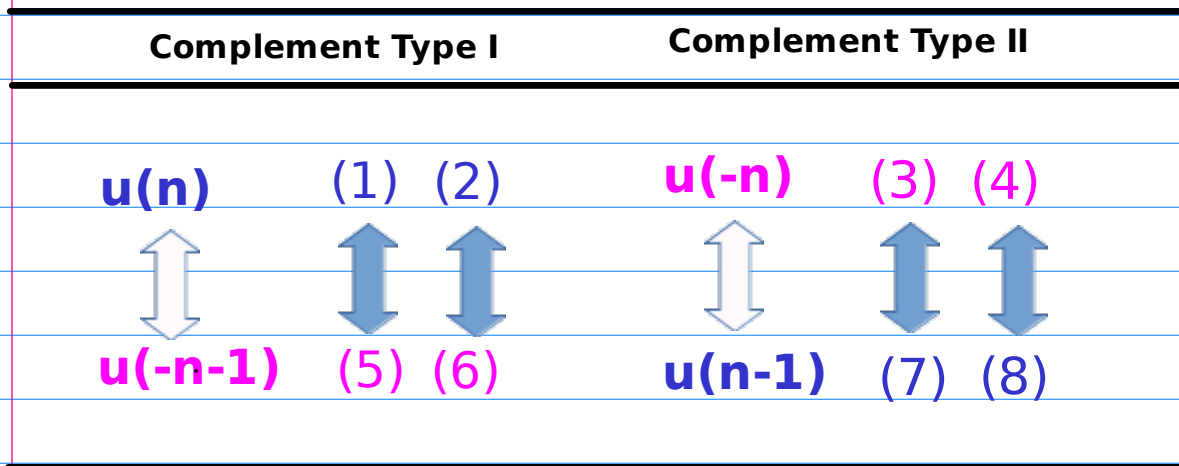 Complement Type I Complement Type II
u(n) (1) (2) u(-n) (3) (4)
u(-n-1) (5) (6) u(n-1) (7) (8)